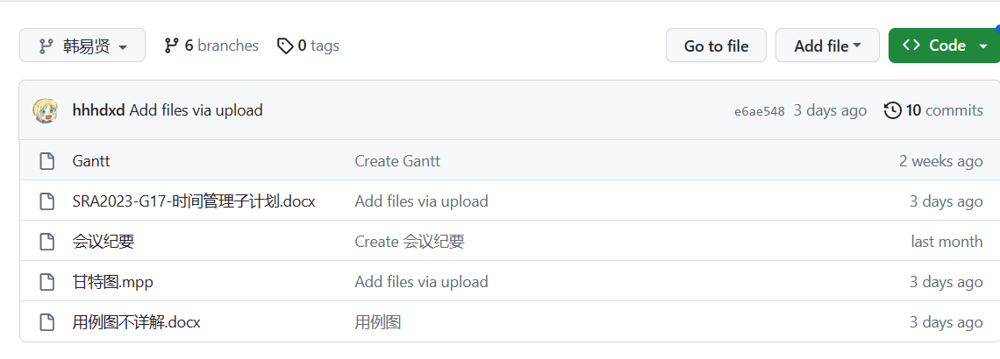 韩易贤 6 branches 0 tags Go to file Add file Code
hhhdxd Add files via upload e6ae548 3 days ago 10 commits
Gantt Create Gantt 2 weeks ago
SRA2023-G17-时间管理子计划.docx Add files via upload 3 days ago
会议纪要 Create 会议纪要 last month
甘特图.mpp Add files via upload 3 days ago
用例图不详解.docx 用例图 3 days ago